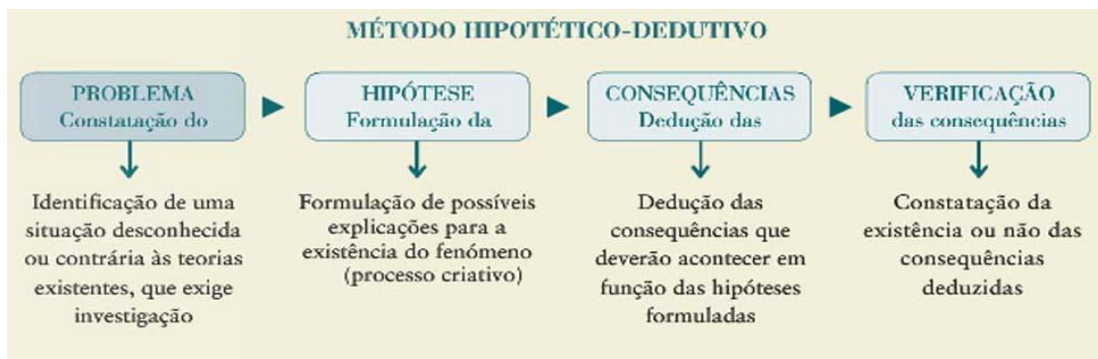 MÉTODO HIPOTÉTICO-DEDUTIVO
PROBLEMA
Constatação do
Identificação de uma
situação desconhecida
ou contrária às teorias
existentes, que exige
investigação
HIPÓTESE
Formulação da
Formulação de possíveis
explicações para a
existência do fenómeno
(processo criativo)
CONSEQUÊNCIAS
Dedução das
Dedução das
consequências que
deverão acontecer em
função das hipóteses
formuladas
VERIFICAÇÃO
das consequências
Constatação da
existência ou não das
consequências
deduzidas